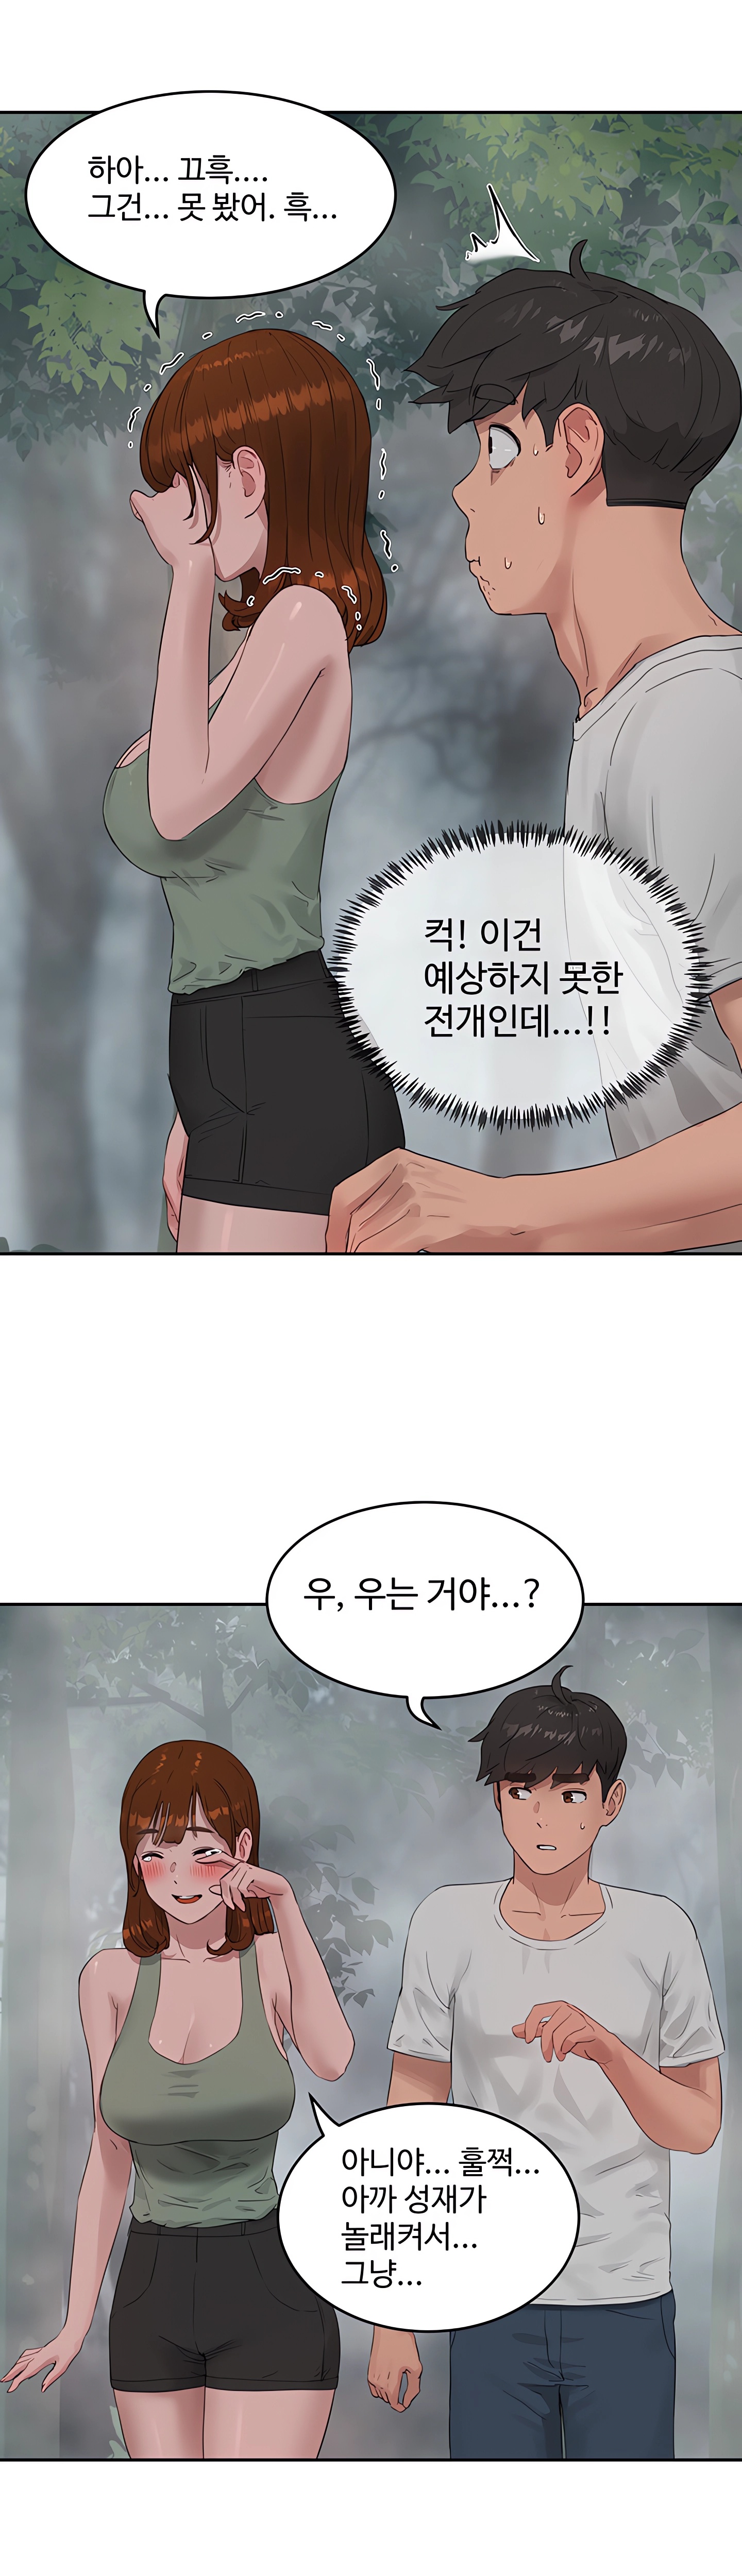 하아... 끄흑....
그건... 못 봤어. 흑...
컥! 이건
예상하지 못한
전개인데...!!
우, 우는 거야...?
아니야... 훌쩍...
아까 성재가
놀래켜서...
그냥...